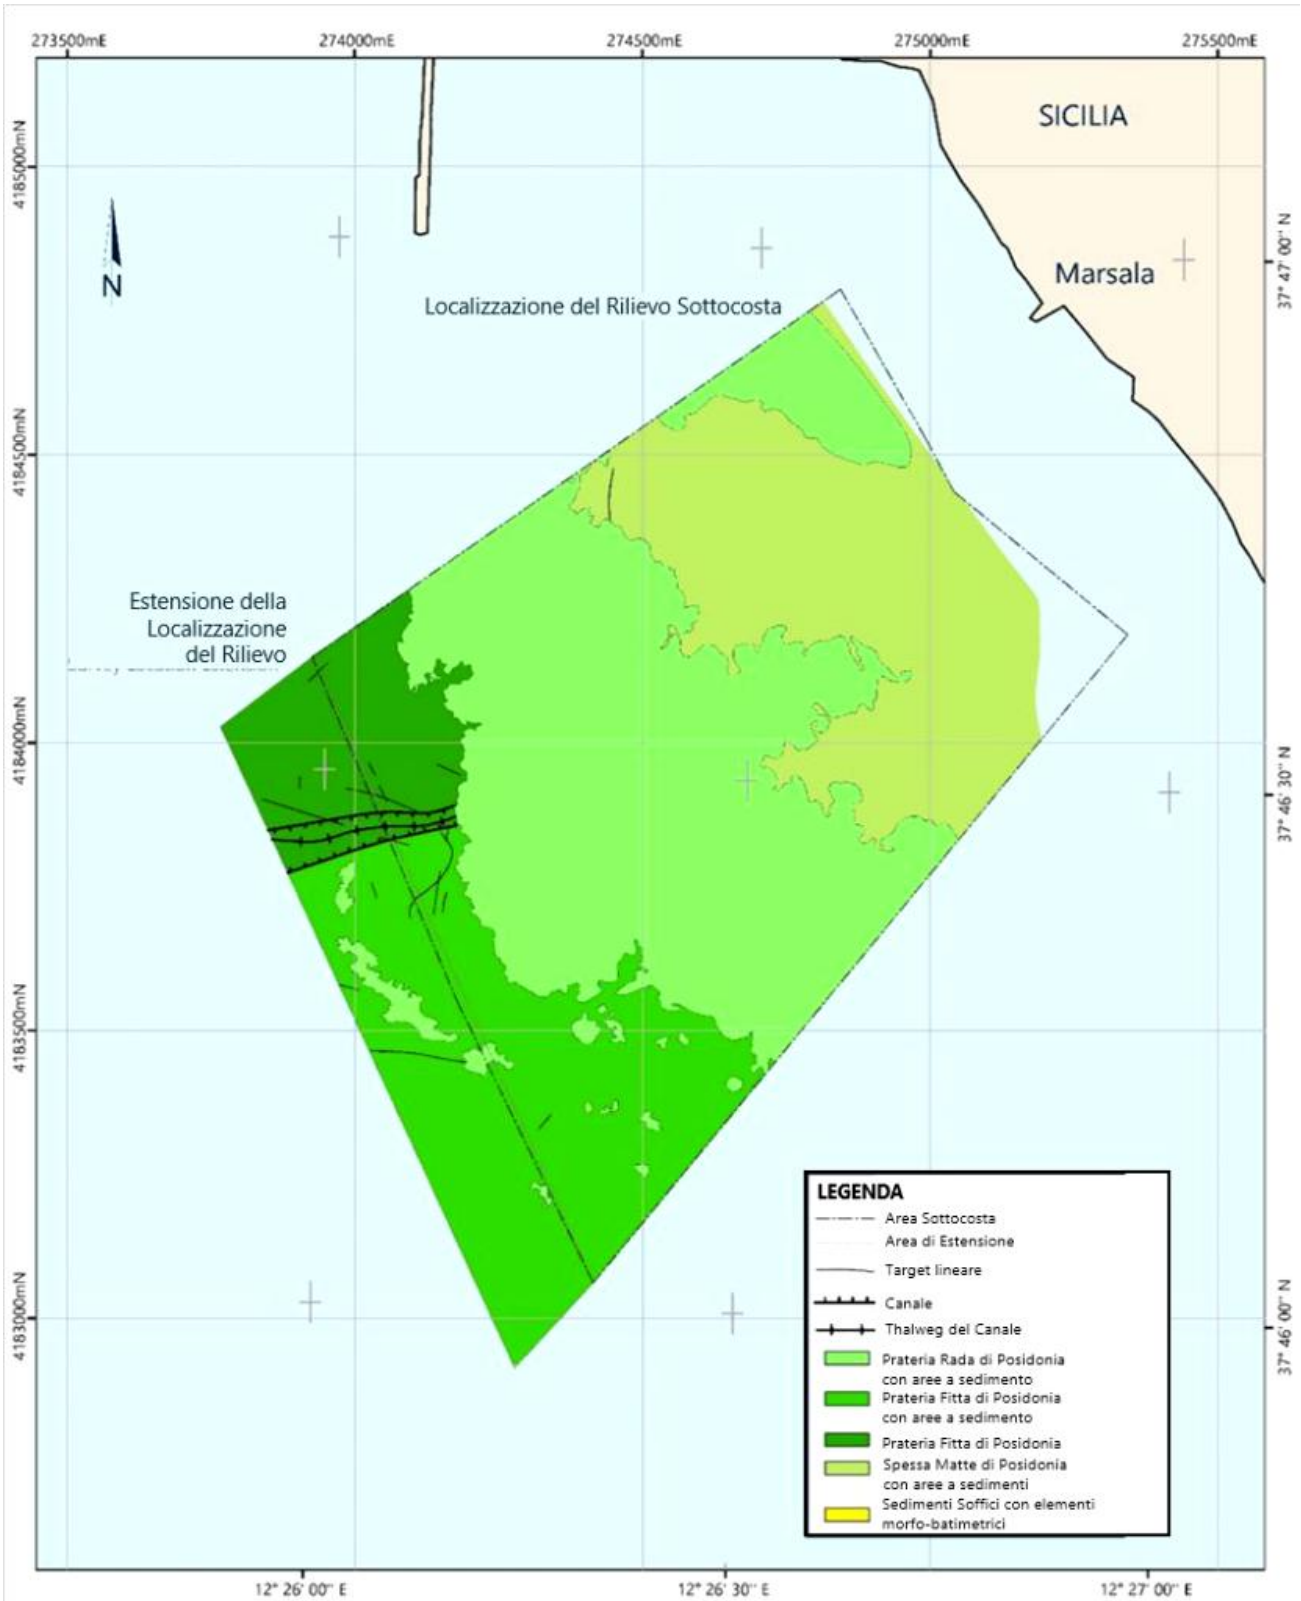 273500mE 274000mE 274500mE 275000mE 275500mE
SICILIA
4185000mN
37° 47' 00'' N
Marsala
N
Localizzazione del Rilievo Sottocosta
4184500mN
Estensione della
Localizzazione
del Rilievo
4184000mN
37° 46' 30'' N
4183500mN
LEGENDA
Area Sottocosta
Area di Estensione
Target lineare
Canale
Thalweg del Canale
Prateria Rada di Posidonia
con aree a sedimento
Prateria Fitta di Posidonia
con aree a sedimento
Prateria Fitta di Posidonia
Spessa Matte di Posidonia
con aree a sedimenti
Sedimenti Soffici con elementi
morfo-batimetrici
4183000mN
37° 46' 00'' N
12° 26' 00'' E 12° 26' 30'' E 12° 27' 00'' E